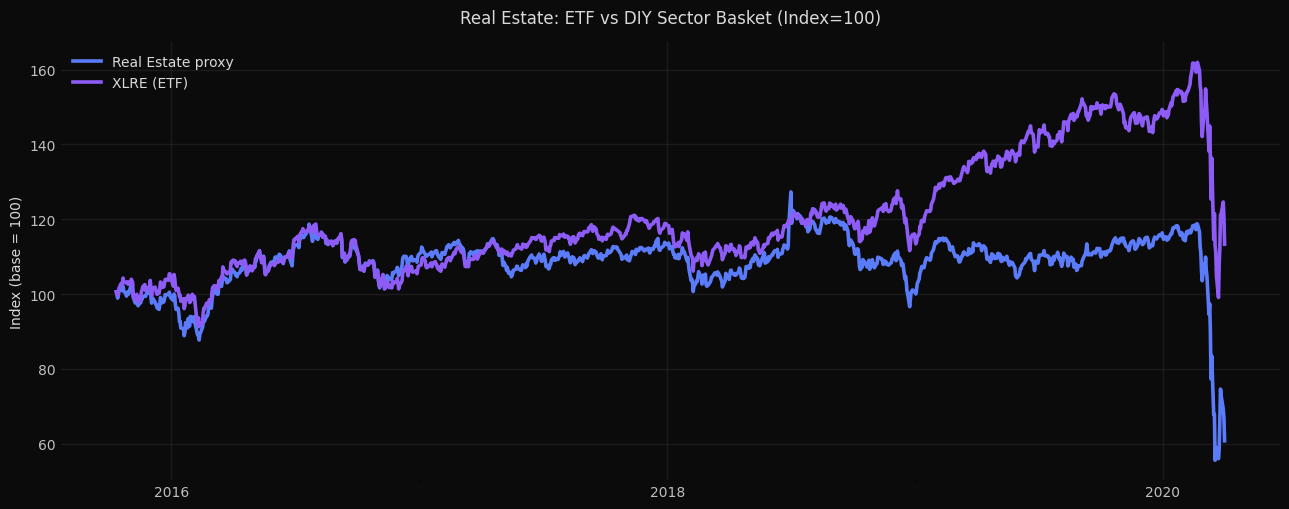 Real Estate: ETF vs DIY Sector Basket (Index=100)
Real Estate proxy
XLRE (ETF)
Index (base = 100)
160
140
120
100
80
60
2016
2018
2020